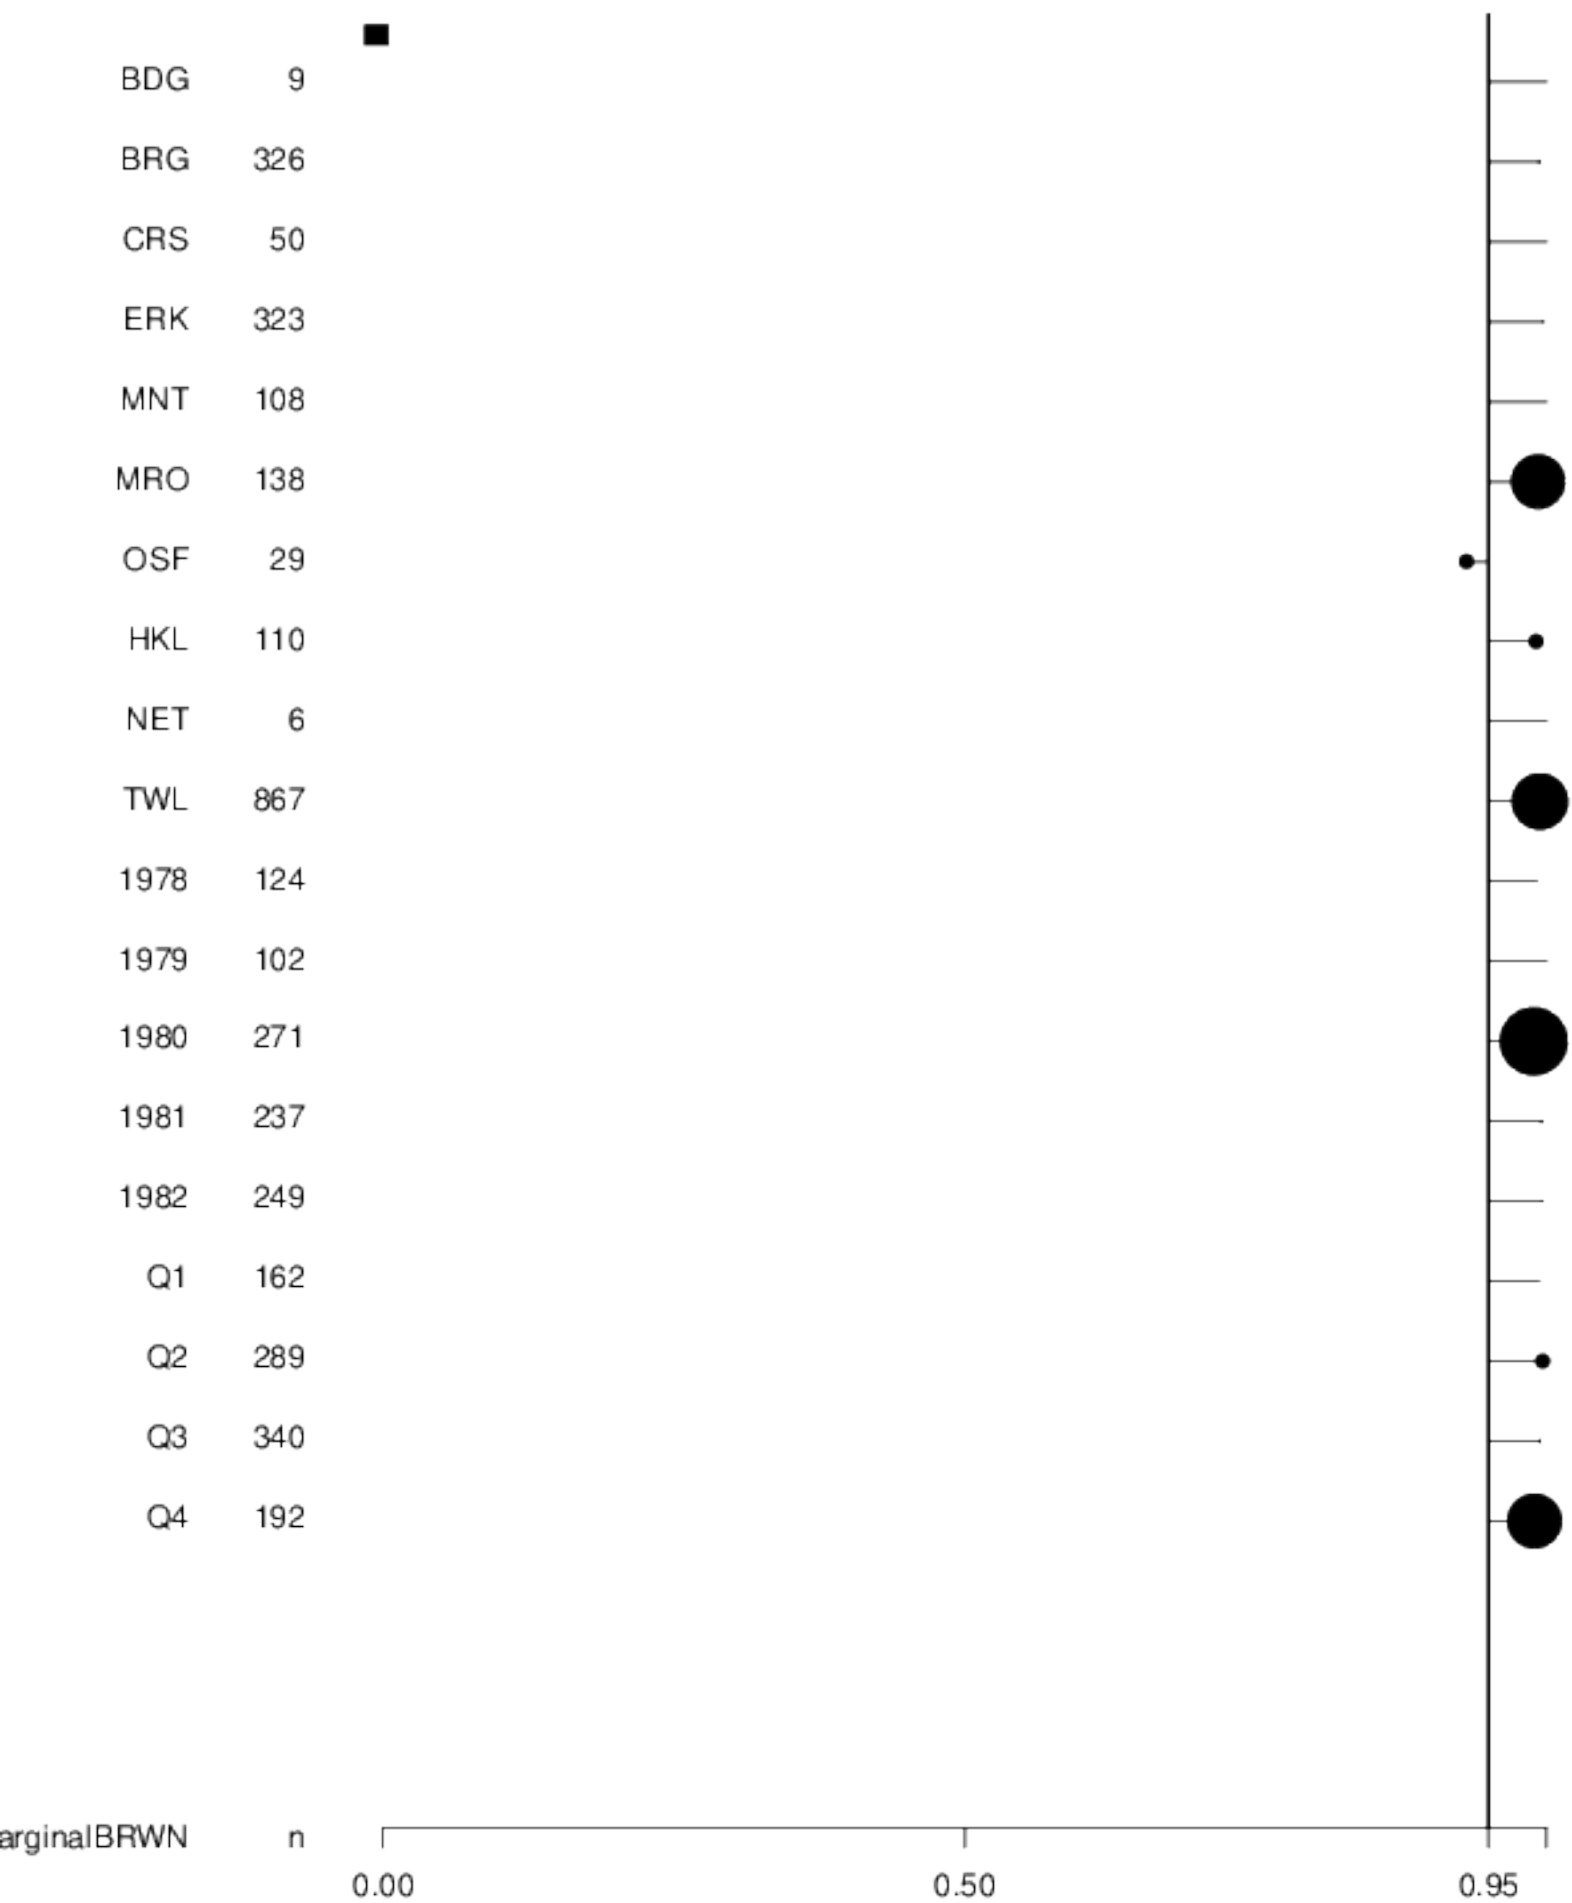 BDG 9
BRG 326
CRS 50
ERK 323
MNT 108
MRO 138
OSF 29
HKL 110
NET 6
TWL 867
1978 124
1979 102
1980 271
1981 237
1982 249
Q1 162
Q2 289
Q3 340
Q4 192
arginalBRWN n
0.00 0.50 0.95